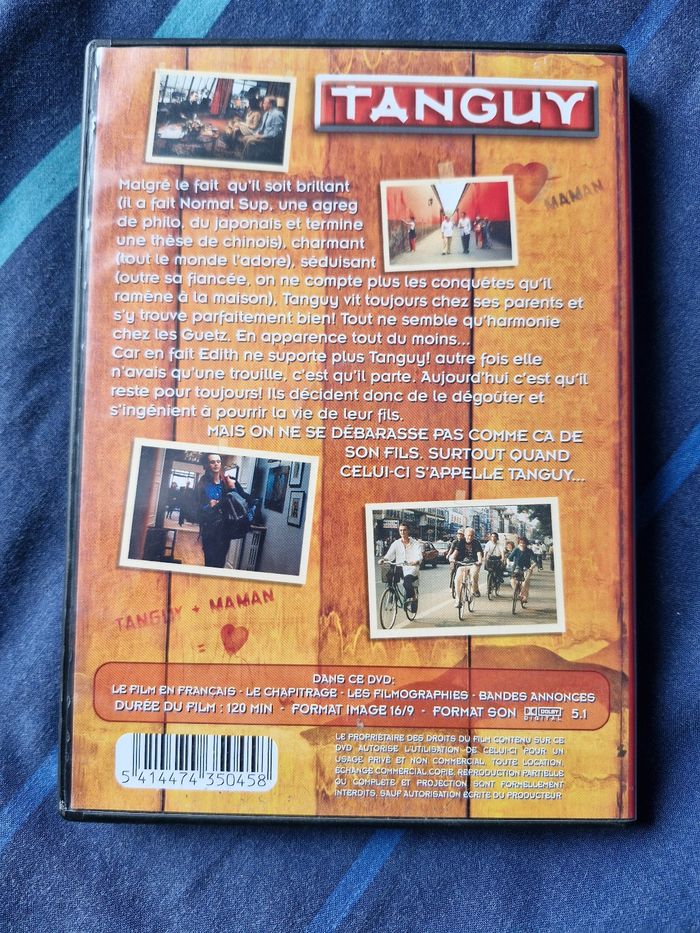 TANGUY
MAMAN
Malgré le fait qu'il soit brillant
(il a fait Normal Sup, une agreg
de philo, du japonais et termine
une thèse de chinois), charmant
(tout le monde l'adore), séduisant
(outre sa fiancée, on ne compte plus les conquêtes qu'il
ramène à la maison), Tanguy vit toujours chez ses parents et
s'y trouve parfaitement bien! Tout ne semble qu'harmonie
chez les Guetz. En apparence tout du moins...
Car en fait Edith ne suporte plus Tanguy! autre fois elle
n'avais qu'une trouille, c'est qu'il parte. Aujourd'hui c'est qu'il
reste pour toujours! Ils décident donc de le dégoûter et
s'ingénient à pourrir la vie de leur fils.
MAIS ON NE SE DÉBARASSE PAS COMME CA DE
SON FILS, SURTOUT QUAND
CELUI-CI S'APPELLE TANGUY...
TANGUY + MAMAN
=
DANS CE DVD:
LE FILM EN FRANÇAIS - LE CHAPITRAGE - LES FILMOGRAPHIES - BANDES ANNONCES
DURÉE DU FILM : 120 MIN - FORMAT IMAGE 16/9 - FORMAT SON DOLBY DIGITAL 5.1
5 414474 350458
LE PROPRIETAIRE DES DROITS DU FILM CONTENU SUR CE
DVD AUTORISE L'UTILISATION DE CELUI-CI POUR UN
USAGE PRIVÉ ET NON COMMERCIAL. TOUTE LOCATION,
ÉCHANGE COMMERCIAL, COPIE, REPRODUCTION PARTIELLE
OU COMPLETE ET PROJECTION SONT FORMELLEMENT
INTERDITS, SAUF AUTORISATION ÉCRITE DU PRODUCTEUR